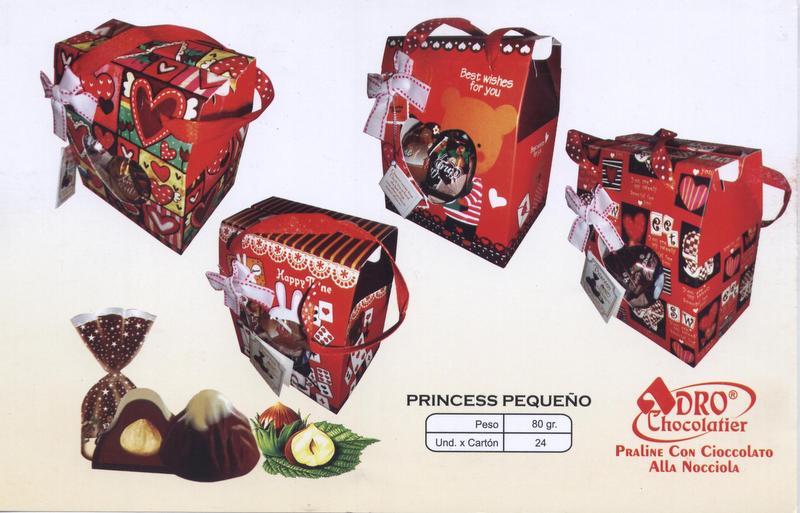 Best wishes
for you
Happy
PRINCESS PEQUEÑO
Peso 80 gr.
Und. x Cartón 24
ADRO®
Chocolatier
PRALINE CON CIOCCOLATO
ALLA NOCCIOLA